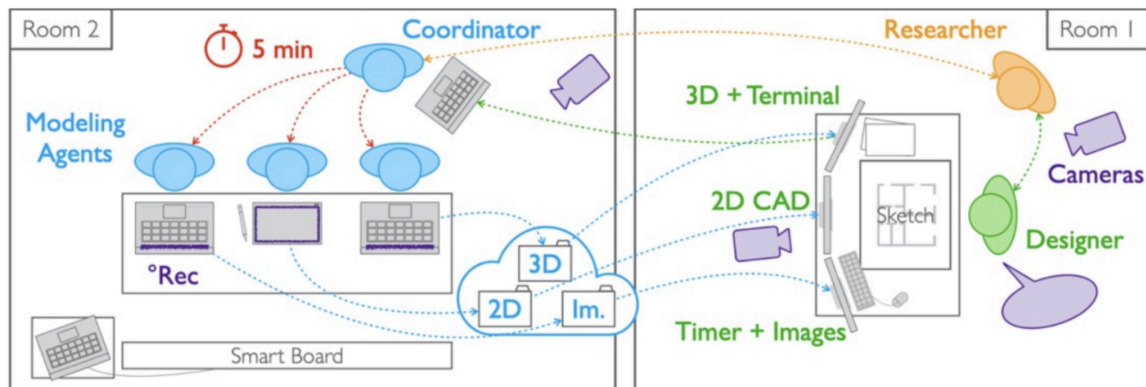 Room 2
Coordinator
5 min
Modeling
Agents
°Rec
3D
2D
Im.
Smart Board
Room 1
Researcher
3D + Terminal
Cameras
2D CAD
Sketch
Designer
Timer + Images